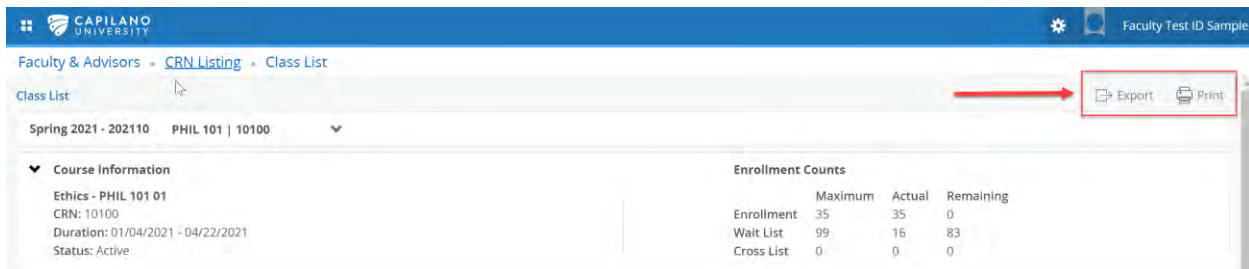 CAPILANO
UNIVERSITY
Faculty Test ID Sample
Faculty & Advisors • CRN Listing • Class List
Class List
Export Print
Spring 2021 - 202110 PHIL 101 | 10100
Course Information
Enrollment Counts
Ethics - PHIL 101 01
Maximum Actual Remaining
CRN: 10100
Enrollment 35 35 0
Duration: 01/04/2021 - 04/22/2021
Wait List 99 16 83
Status: Active
Cross List 0 0 0